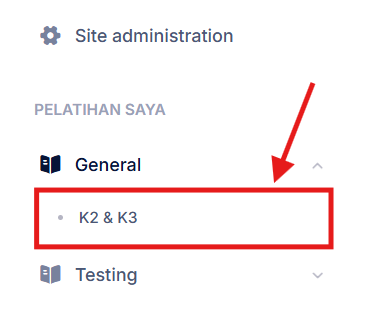 Site administration
PELATIHAN SAYA
General
K2 & K3
Testing